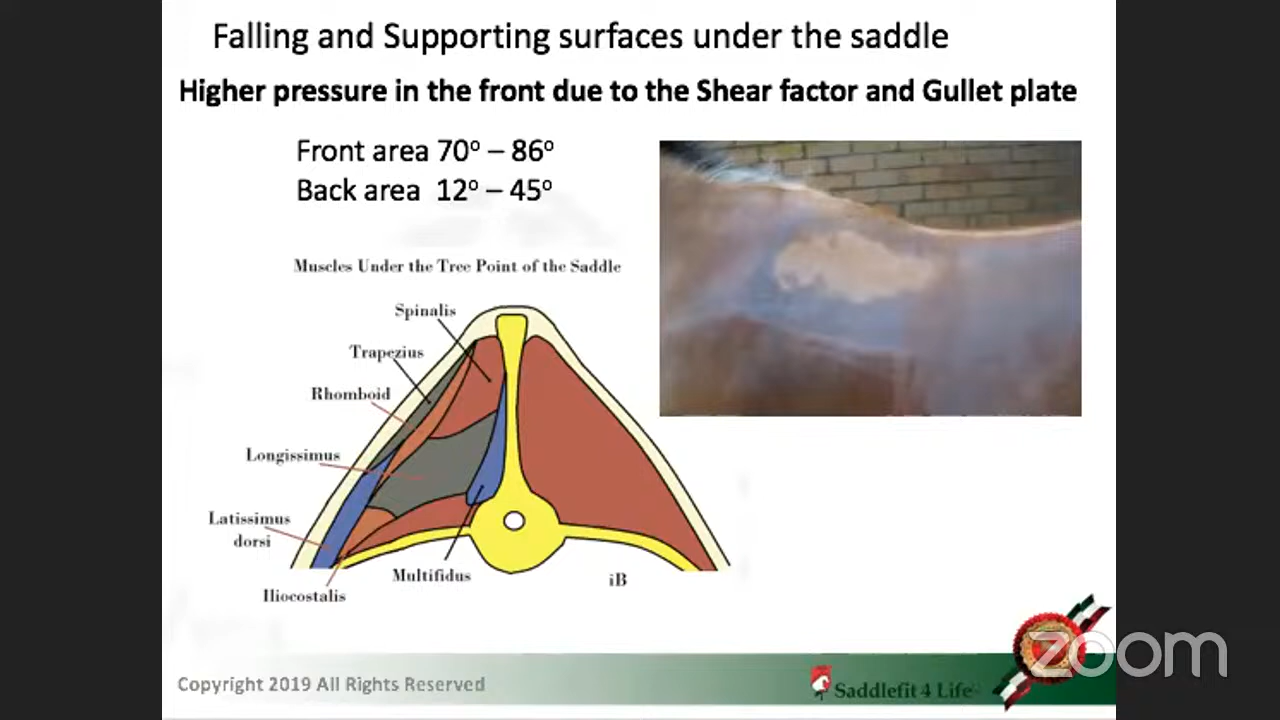 Falling and Supporting surfaces under the saddle
Higher pressure in the front due to the Shear factor and Gullet plate
Front area 70º – 86º
Back area 12º – 45º
Muscles Under the Tree Point of the Saddle
Spinalis
Trapezius
Rhomboid
Longissimus
Latissimus
dorsi
Multifidus
Iliocostalis
iB
Copyright 2019 All Rights Reserved
Saddlefit 4 Life
zoom